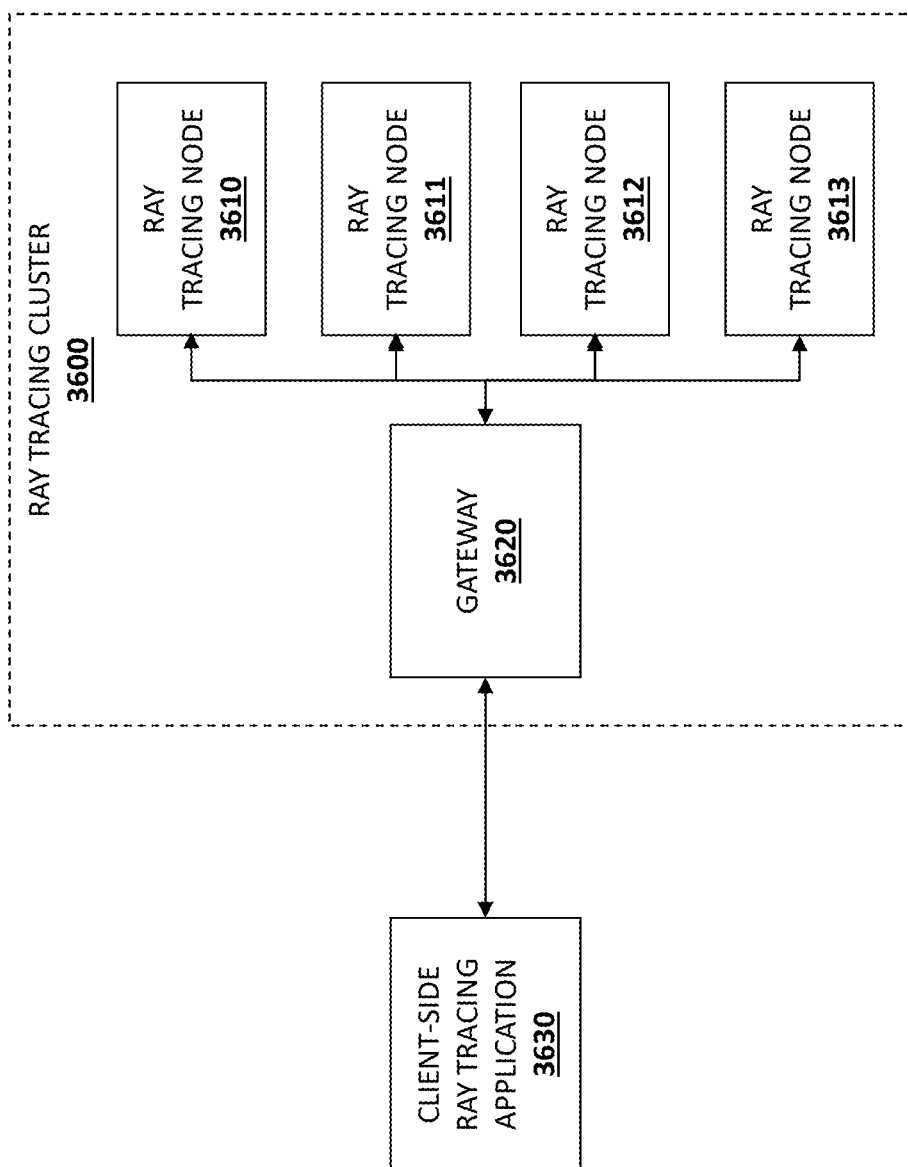 RAY TRACING CLUSTER
3600
RAY
TRACING NODE
3610
RAY
TRACING NODE
3611
RAY
TRACING NODE
3612
RAY
TRACING NODE
3613
GATEWAY
3620
CLIENT-SIDE
RAY TRACING
APPLICATION
3630